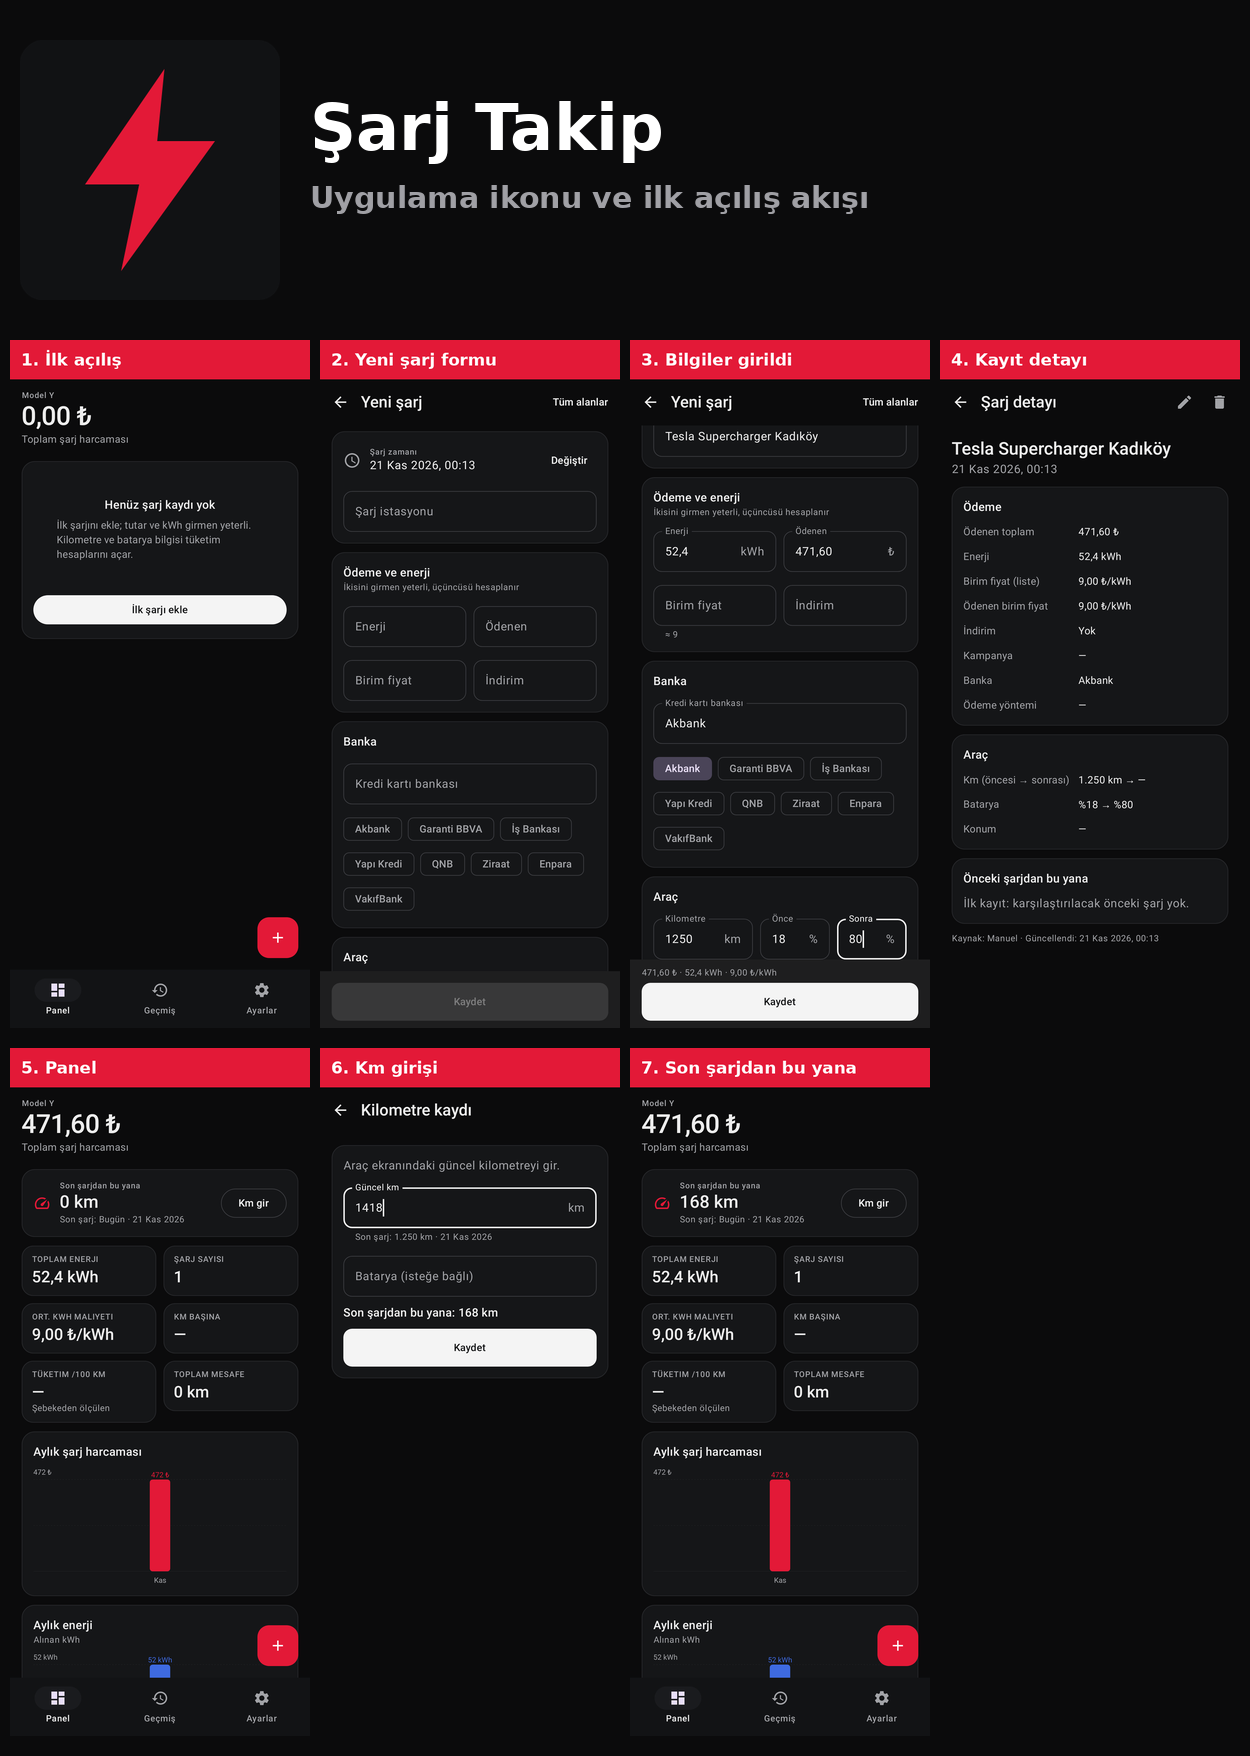 Şarj Takip
Uygulama ikonu ve ilk açılış akışı
1. İlk açılış
Model Y
0,00 ₺
Toplam şarj harcaması
Henüz şarj kaydı yok
İlk şarjını ekle; tutar ve kWh girmen yeterli.
Kilometre ve batarya bilgisi tüketim
hesaplarını açar.
İlk şarjı ekle
+
Panel
Geçmiş
Ayarlar
2. Yeni şarj formu
Yeni şarj
Tüm alanlar
Şarj zamanı
21 Kas 2026, 00:13
Değiştir
Şarj istasyonu
Ödeme ve enerji
İkisini girmen yeterli, üçüncüsü hesaplanır
Enerji
Ödenen
Birim fiyat
İndirim
Banka
Kredi kartı bankası
Akbank
Garanti BBVA
İş Bankası
Yapı Kredi
QNB
Ziraat
Enpara
VakıfBank
Araç
Kaydet
3. Bilgiler girildi
Yeni şarj
Tüm alanlar
Tesla Supercharger Kadıköy
Ödeme ve enerji
İkisini girmen yeterli, üçüncüsü hesaplanır
Enerji
52,4 kWh
Ödenen
471,60 ₺
Birim fiyat
İndirim
≈ 9
Banka
Kredi kartı bankası
Akbank
Akbank
Garanti BBVA
İş Bankası
Yapı Kredi
QNB
Ziraat
Enpara
VakıfBank
Araç
Kilometre
1250 km
Önce
18 %
Sonra
80 %
471,60 ₺ · 52,4 kWh · 9,00 ₺/kWh
Kaydet
4. Kayıt detayı
Şarj detayı
Tesla Supercharger Kadıköy
21 Kas 2026, 00:13
Ödeme
Ödenen toplam 471,60 ₺
Enerji 52,4 kWh
Birim fiyat (liste) 9,00 ₺/kWh
Ödenen birim fiyat 9,00 ₺/kWh
İndirim Yok
Kampanya —
Banka Akbank
Ödeme yöntemi —
Araç
Km (öncesi → sonrası) 1.250 km → —
Batarya %18 → %80
Konum —
Önceki şarjdan bu yana
İlk kayıt: karşılaştırılacak önceki şarj yok.
Kaynak: Manuel · Güncellendi: 21 Kas 2026, 00:13
5. Panel
Model Y
471,60 ₺
Toplam şarj harcaması
Son şarjdan bu yana
0 km
Son şarj: Bugün · 21 Kas 2026
Km gir
TOPLAM ENERJİ
52,4 kWh
ŞARJ SAYISI
1
ORT. KWH MALIYETI
9,00 ₺/kWh
KM BAŞINA
—
TÜKETIM /100 KM
—
Şebekeden ölçülen
TOPLAM MESAFE
0 km
Aylık şarj harcaması
472 ₺
472 ₺
Kas
Aylık enerji
Alınan kWh
52 kWh
52 kWh
+
Panel
Geçmiş
Ayarlar
6. Km girişi
Kilometre kaydı
Araç ekranındaki güncel kilometreyi gir.
Güncel km
1418 km
Son şarj: 1.250 km · 21 Kas 2026
Batarya (isteğe bağlı)
Son şarjdan bu yana: 168 km
Kaydet
7. Son şarjdan bu yana
Model Y
471,60 ₺
Toplam şarj harcaması
Son şarjdan bu yana
168 km
Son şarj: Bugün · 21 Kas 2026
Km gir
TOPLAM ENERJİ
52,4 kWh
ŞARJ SAYISI
1
ORT. KWH MALIYETI
9,00 ₺/kWh
KM BAŞINA
—
TÜKETIM /100 KM
—
Şebekeden ölçülen
TOPLAM MESAFE
0 km
Aylık şarj harcaması
472 ₺
472 ₺
Kas
Aylık enerji
Alınan kWh
52 kWh
52 kWh
+
Panel
Geçmiş
Ayarlar